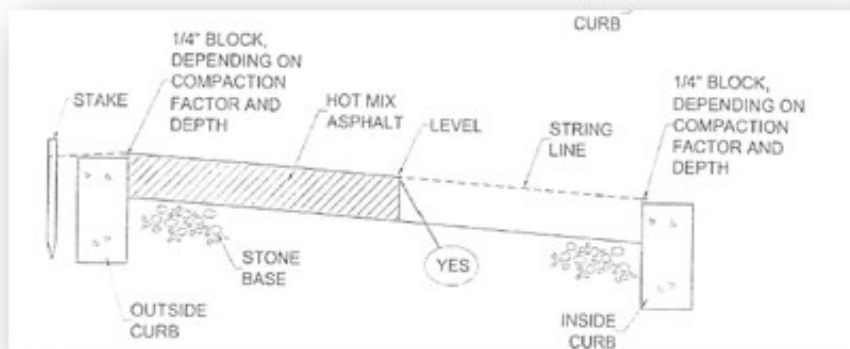 CURB
1/4" BLOCK,
DEPENDING ON
COMPACTION
FACTOR AND
DEPTH
STAKE
HOT MIX
ASPHALT
LEVEL
STRING
LINE
1/4" BLOCK,
DEPENDING ON
COMPACTION
FACTOR AND
DEPTH
STONE
BASE
YES
OUTSIDE
CURB
INSIDE
CURB